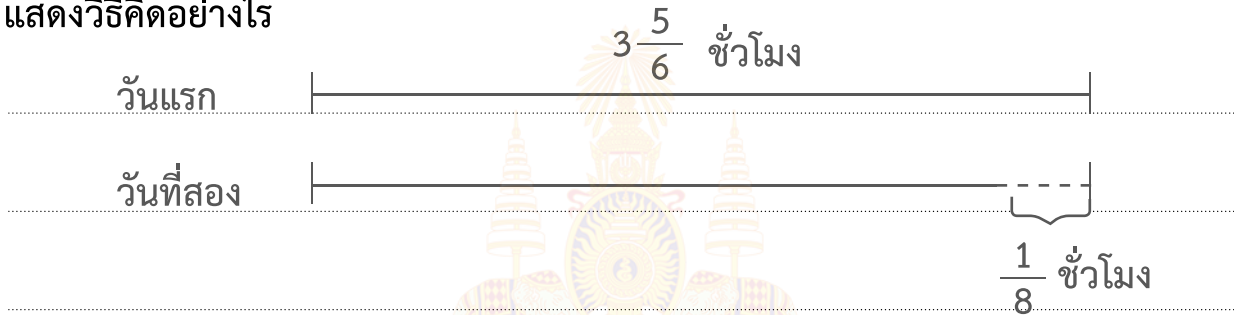 แสดงวิธีคิดอย่างไร
3 5/6 ชั่วโมง
วันแรก
วันที่สอง
1/8 ชั่วโมง